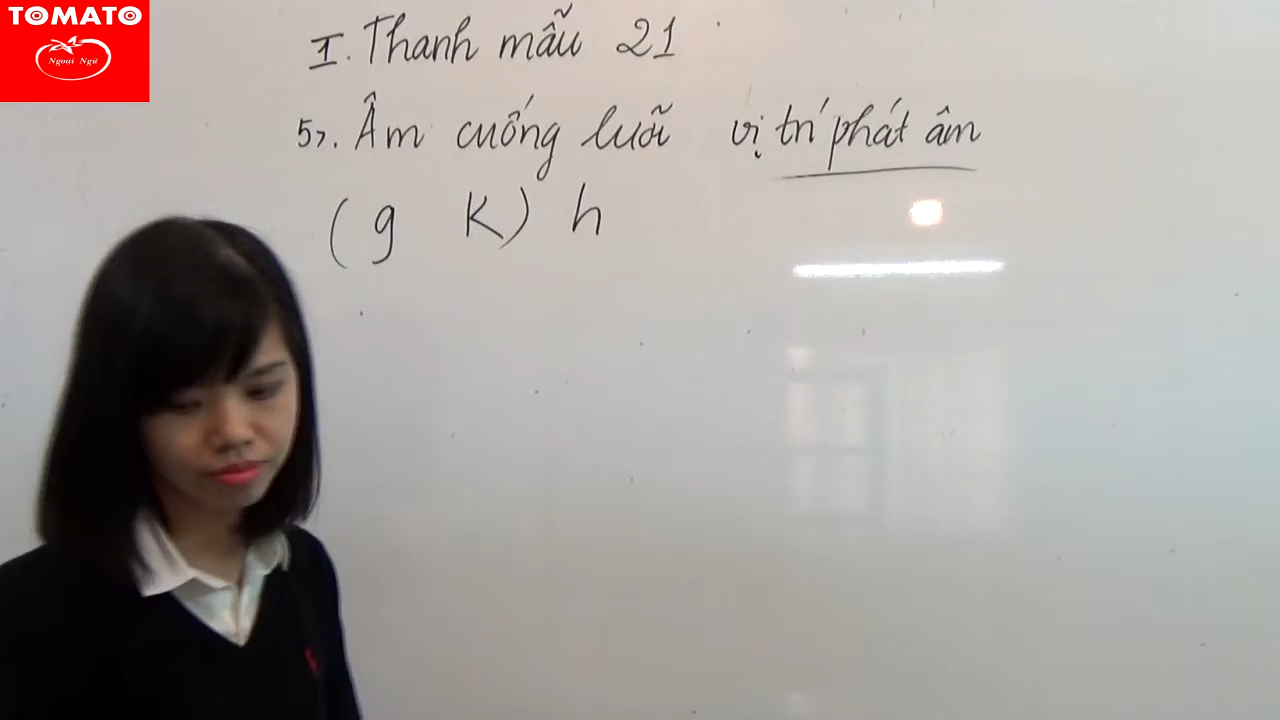 TOMATO
Ngoại Ngữ
I. Thanh mẫu 21
5>. Âm cuống lưỡi vị trí phát âm
(g K) h